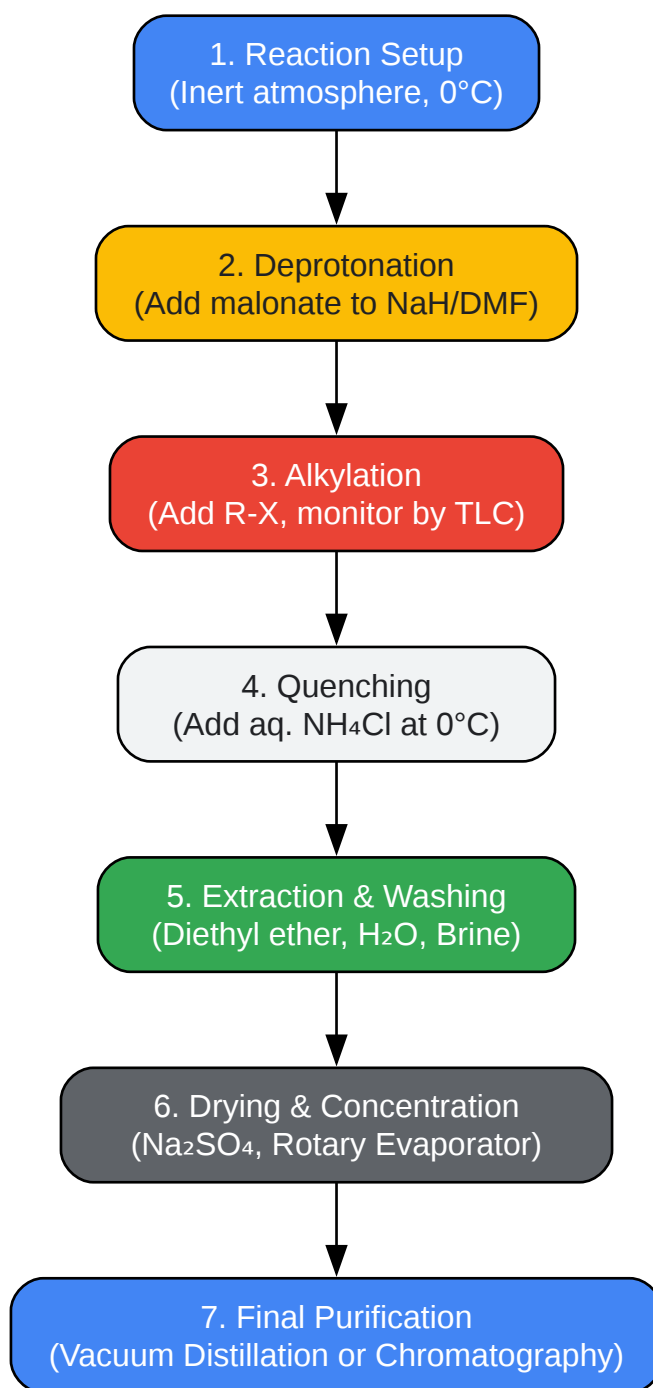 1. Reaction Setup
(Inert atmosphere, 0°C)
2. Deprotonation
(Add malonate to NaH/DMF)
3. Alkylation
(Add R-X, monitor by TLC)
4. Quenching
(Add aq. NH₄Cl at 0°C)
5. Extraction & Washing
(Diethyl ether, H₂O, Brine)
6. Drying & Concentration
(Na₂SO₄, Rotary Evaporator)
7. Final Purification
(Vacuum Distillation or Chromatography)